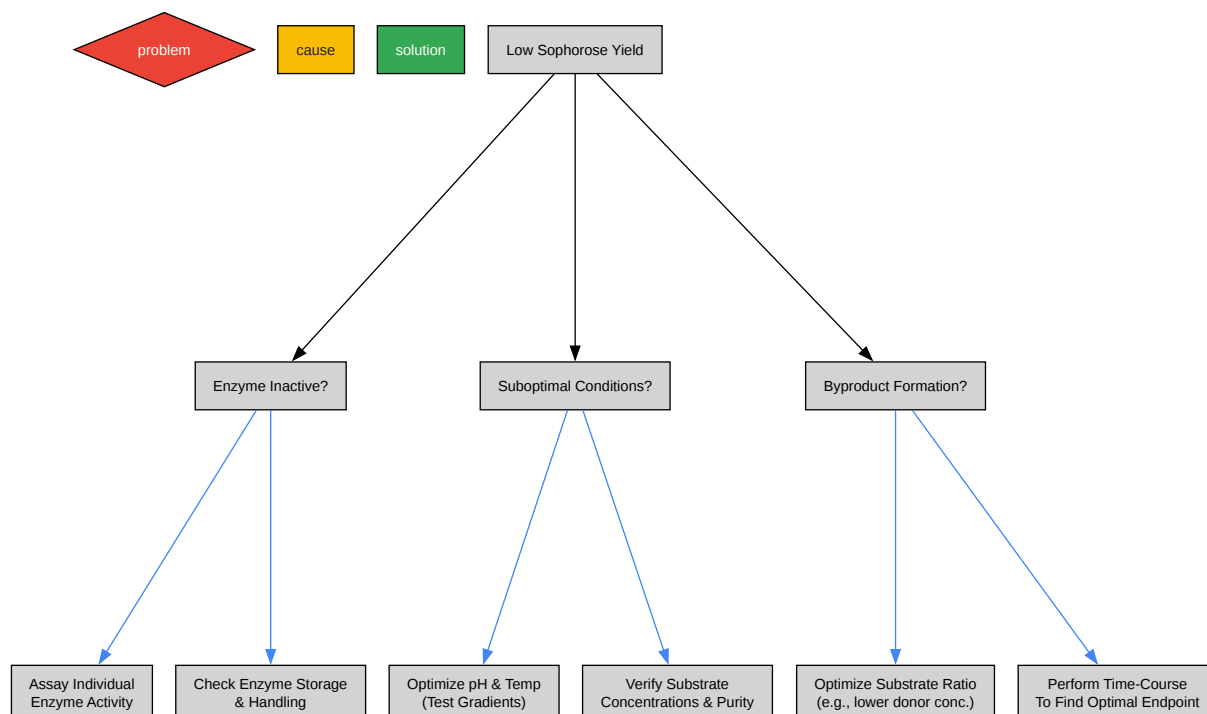 problem
cause
solution
Low Sophorose Yield
Enzyme Inactive?
Suboptimal Conditions?
Byproduct Formation?
Assay Individual
Enzyme Activity
Check Enzyme Storage
& Handling
Optimize pH & Temp
(Test Gradients)
Verify Substrate
Concentrations & Purity
Optimize Substrate Ratio
(e.g., lower donor conc.)
Perform Time-Course
To Find Optimal Endpoint